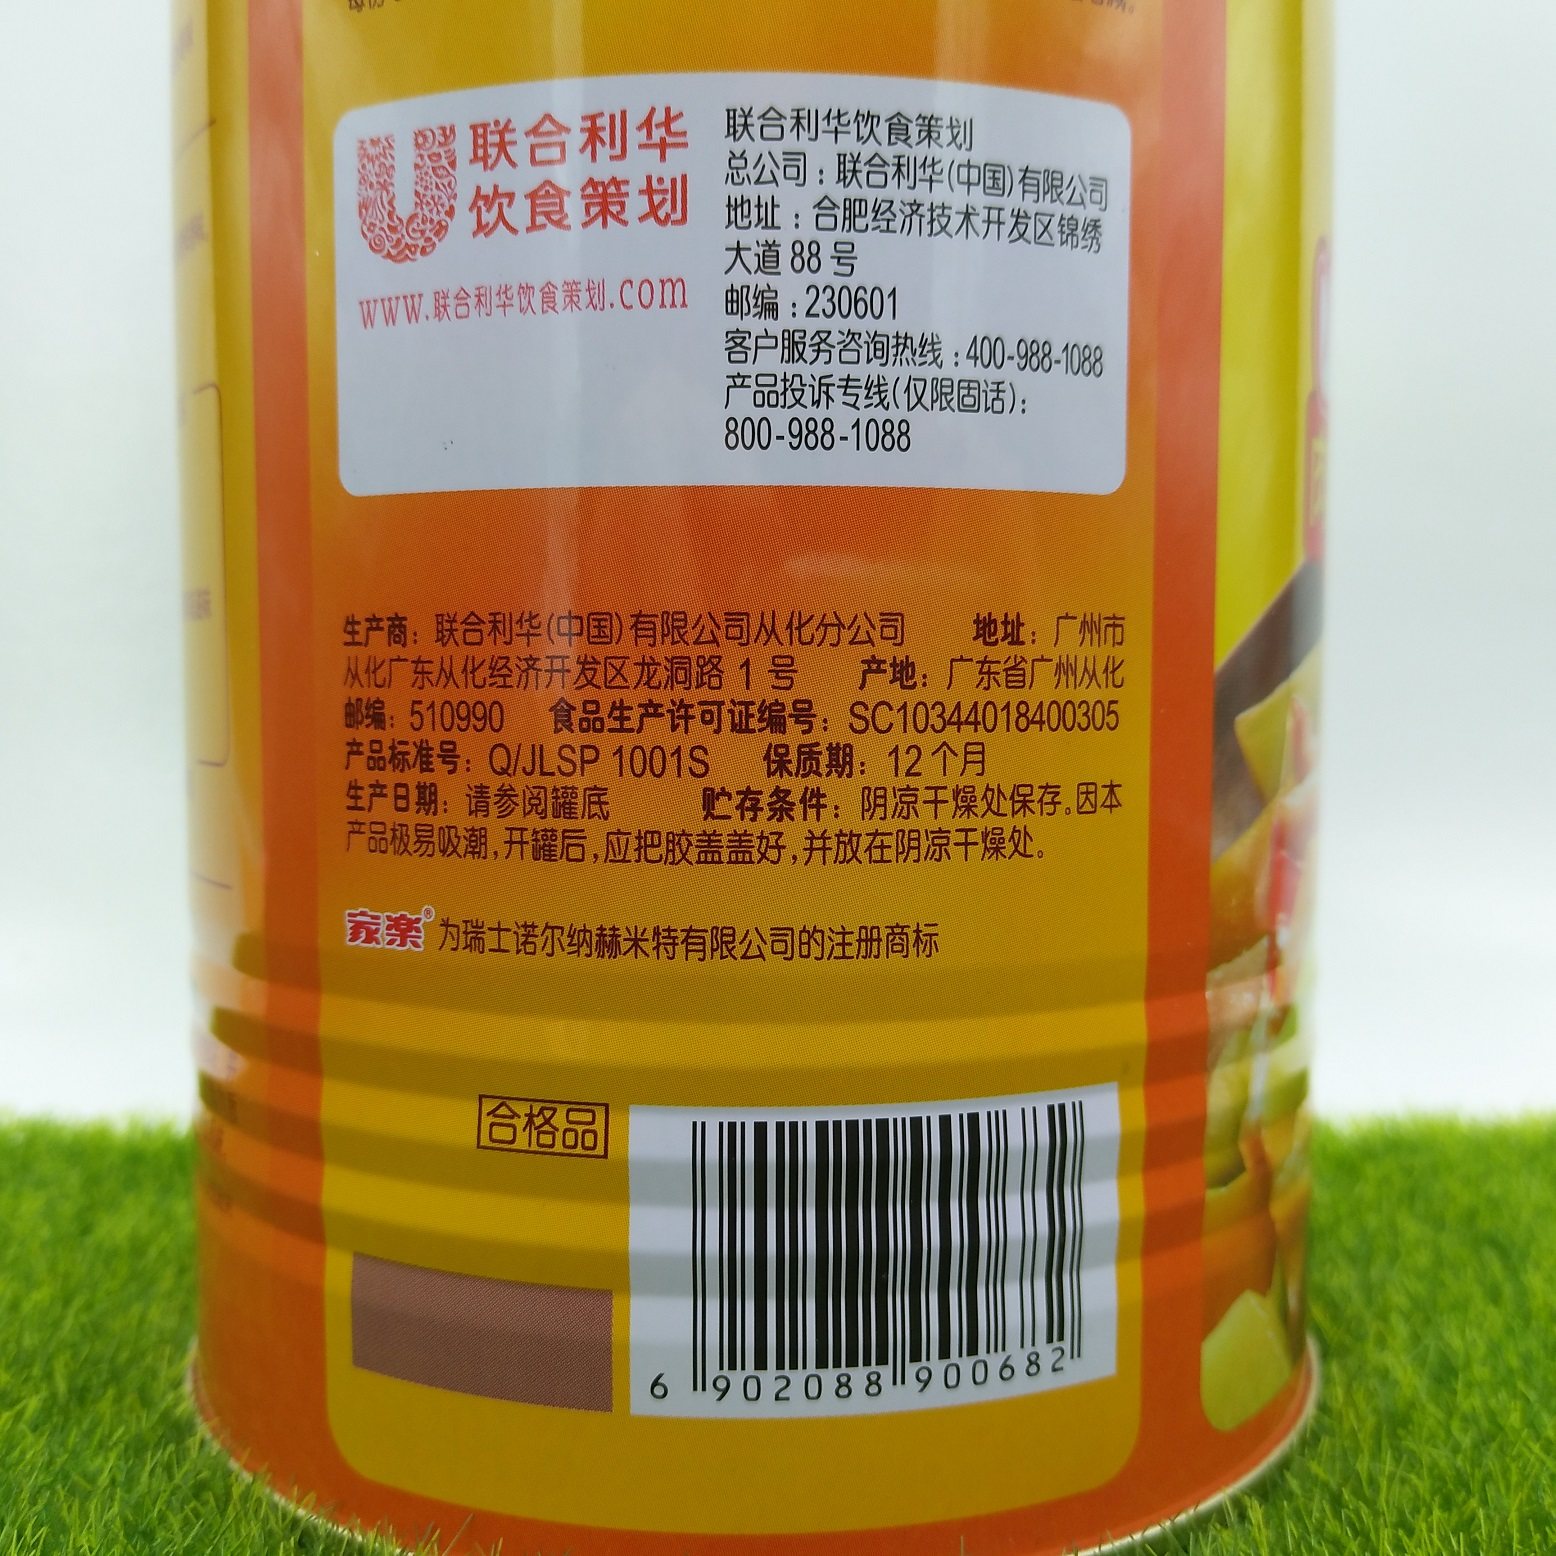 联合利华
饮食策划
www.联合利华饮食策划.com
联合利华饮食策划
总公司：联合利华(中国)有限公司
地址：合肥经济技术开发区锦绣
大道 88 号
邮编：230601
客户服务咨询热线：400-988-1088
产品投诉专线(仅限固话)：
800-988-1088
生产商：联合利华(中国)有限公司从化分公司 地址：广州市
从化广东从化经济开发区龙洞路 1 号 产地：广东省广州从化
邮编：510990 食品生产许可证编号：SC10344018400305
产品标准号：Q/JLSP 1001S 保质期：12个月
生产日期：请参阅罐底 贮存条件：阴凉干燥处保存。因本
产品极易吸潮，开罐后，应把胶盖盖好，并放在阴凉干燥处。
家楽® 为瑞士诺尔纳赫米特有限公司的注册商标
合格品
6 902088 900682